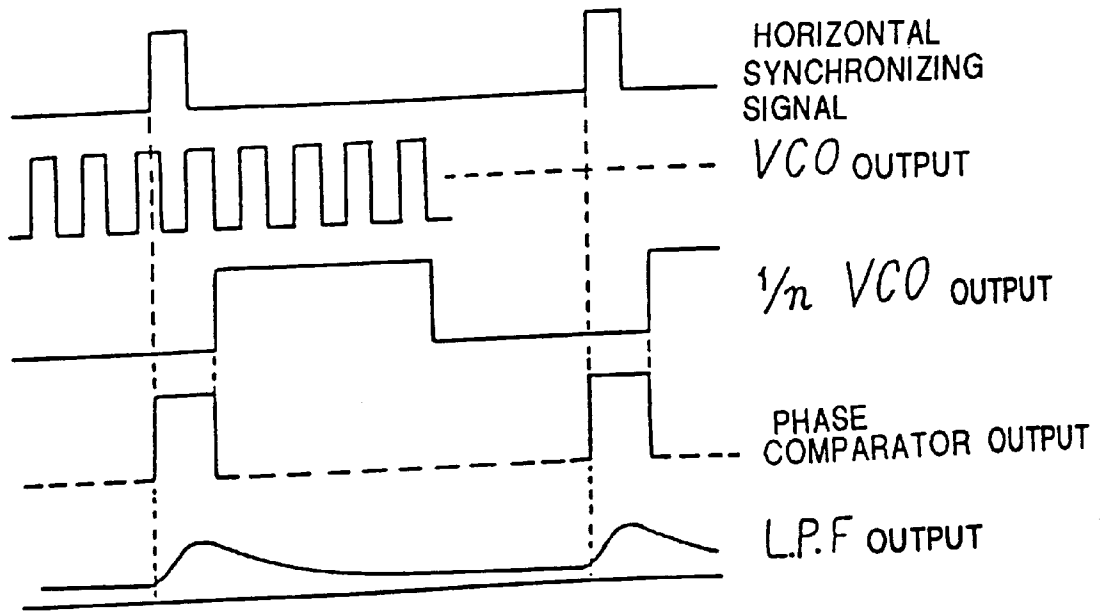 HORIZONTAL
SYNCHRONIZING
SIGNAL
VCO OUTPUT
1/n VCO OUTPUT
PHASE
COMPARATOR OUTPUT
L.P.F OUTPUT